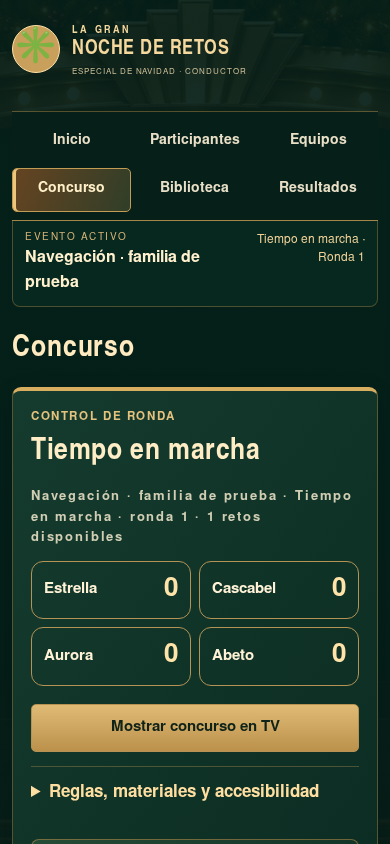 LA GRAN
NOCHE DE RETOS
ESPECIAL DE NAVIDAD · CONDUCTOR
Inicio
Participantes
Equipos
Concurso
Biblioteca
Resultados
EVENTO ACTIVO
Navegación · familia de
prueba
Tiempo en marcha ·
Ronda 1
Concurso
CONTROL DE RONDA
Tiempo en marcha
Navegación · familia de prueba · Tiempo
en marcha · ronda 1 · 1 retos
disponibles
Estrella 0
Cascabel 0
Aurora 0
Abeto 0
Mostrar concurso en TV
Reglas, materiales y accesibilidad